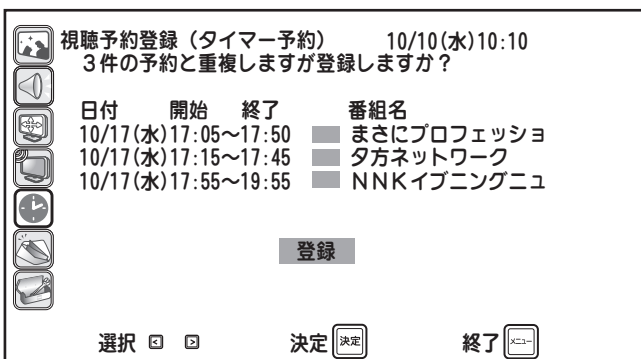 視聴予約登録（タイマー予約） 10/10(水)10:10
３件の予約と重複しますが登録しますか？
日付 開始 終了 番組名
10/17(水)17:05～17:50 まさにプロフェッショ
10/17(水)17:15～17:45 夕方ネットワーク
10/17(水)17:55～19:55 ＮＮＫイブニングニュ
登録
選択 < > 決定 決定 終了 メニュー